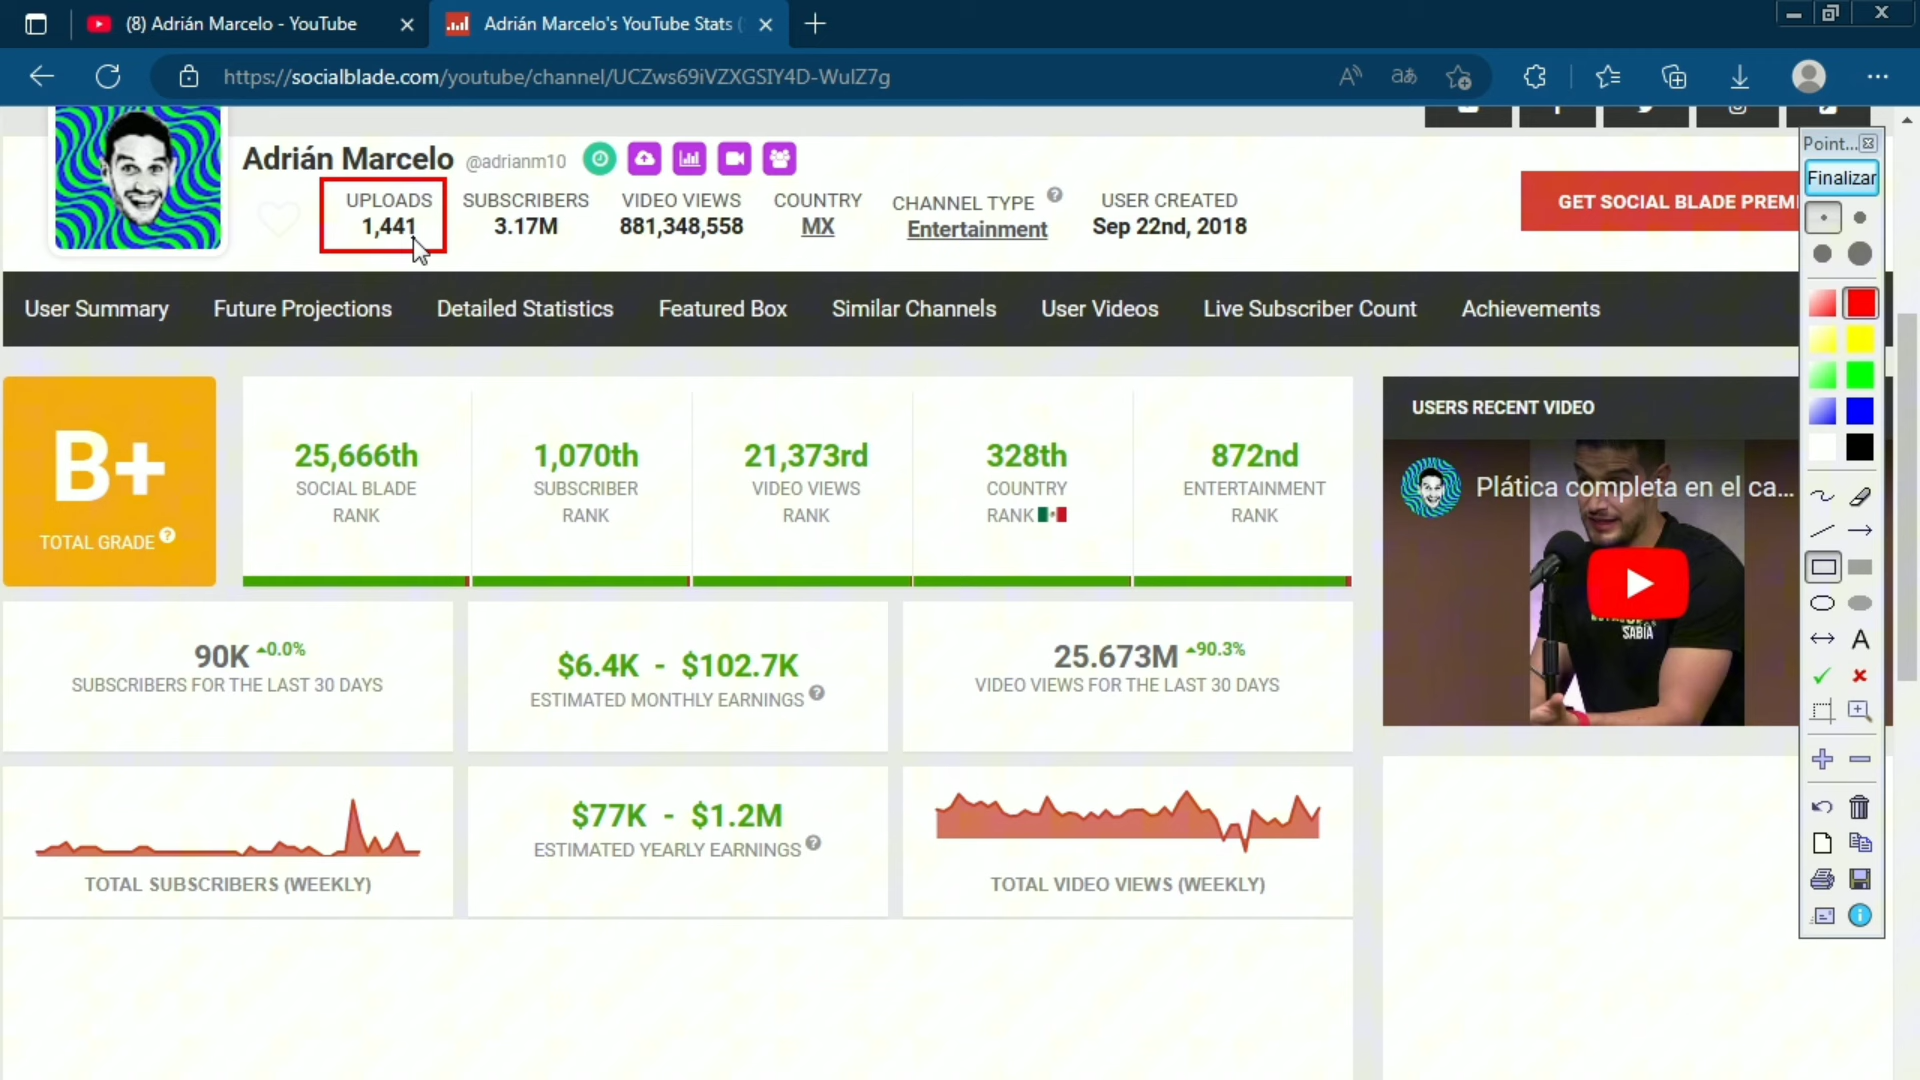 (8) Adrián Marcelo - YouTube
Adrián Marcelo's YouTube Stats (
https://socialblade.com/youtube/channel/UCZws69iVZXGSIY4D-WulZ7g
Adrián Marcelo @adrianm10
UPLOADS
1,441
SUBSCRIBERS
3.17M
VIDEO VIEWS
881,348,558
COUNTRY
MX
CHANNEL TYPE
Entertainment
USER CREATED
Sep 22nd, 2018
GET SOCIAL BLADE PREMI
Point...
Finalizar
User Summary
Future Projections
Detailed Statistics
Featured Box
Similar Channels
User Videos
Live Subscriber Count
Achievements
B+
TOTAL GRADE
25,666th
SOCIAL BLADE
RANK
1,070th
SUBSCRIBER
RANK
21,373rd
VIDEO VIEWS
RANK
328th
COUNTRY
RANK
872nd
ENTERTAINMENT
RANK
USERS RECENT VIDEO
Plática completa en el ca...
SABÍA
90K 0.0%
SUBSCRIBERS FOR THE LAST 30 DAYS
$6.4K - $102.7K
ESTIMATED MONTHLY EARNINGS
25.673M 90.3%
VIDEO VIEWS FOR THE LAST 30 DAYS
TOTAL SUBSCRIBERS (WEEKLY)
$77K - $1.2M
ESTIMATED YEARLY EARNINGS
TOTAL VIDEO VIEWS (WEEKLY)